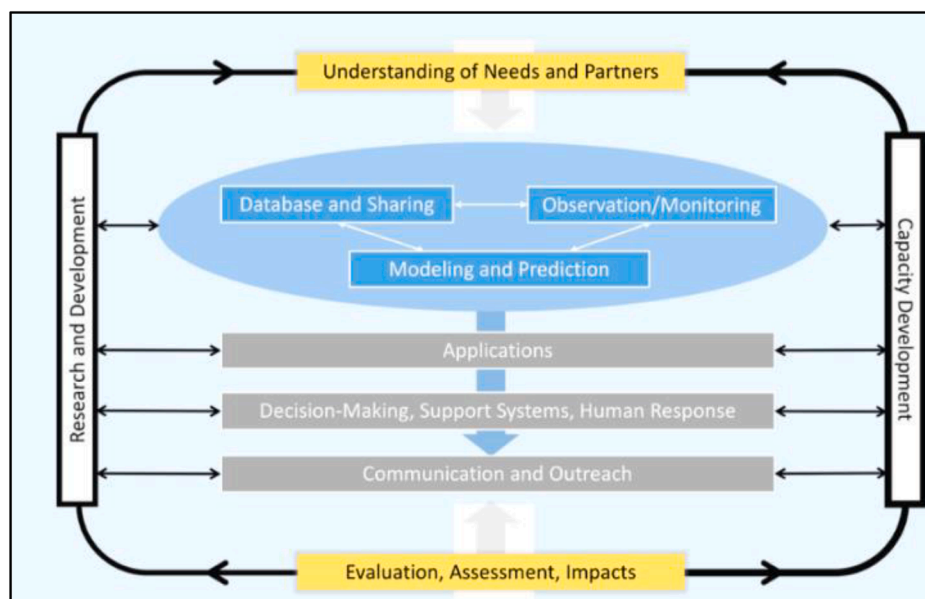 Understanding of Needs and Partners
Research and Development
Capacity Development
Database and Sharing
Observation/Monitoring
Modeling and Prediction
Applications
Decision-Making, Support Systems, Human Response
Communication and Outreach
Evaluation, Assessment, Impacts